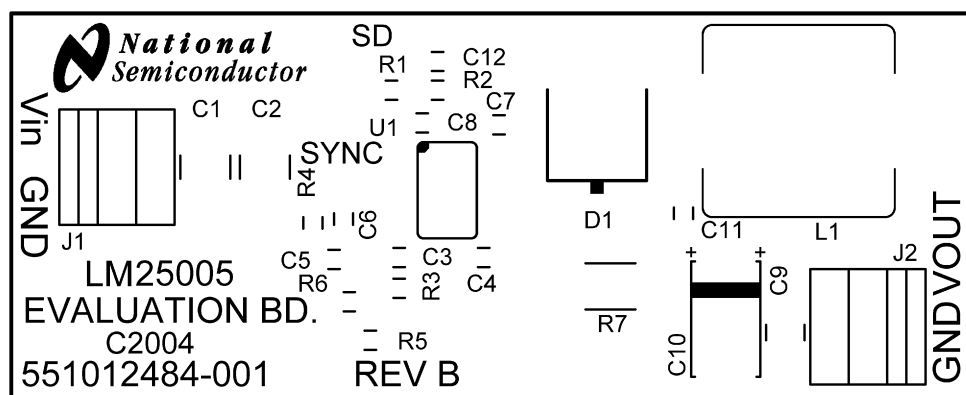 National
Semiconductor
SD
R1
C12
R2
C1
C2
C7
U1
C8
Vin
GND
SYNC
R4
C6
J1
D1
C11
L1
C5
R6
C3
R3
C4
J2
GND
VOUT
LM25005
EVALUATION BD.
C2004
551012484-001
R5
REV B
R7
C10
C9
+
+